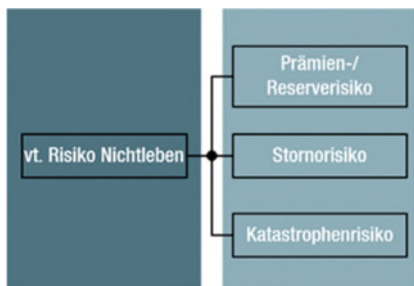 vt. Risiko Nichtleben
Prämien-/
Reserverisiko
Stornorisiko
Katastrophenrisiko